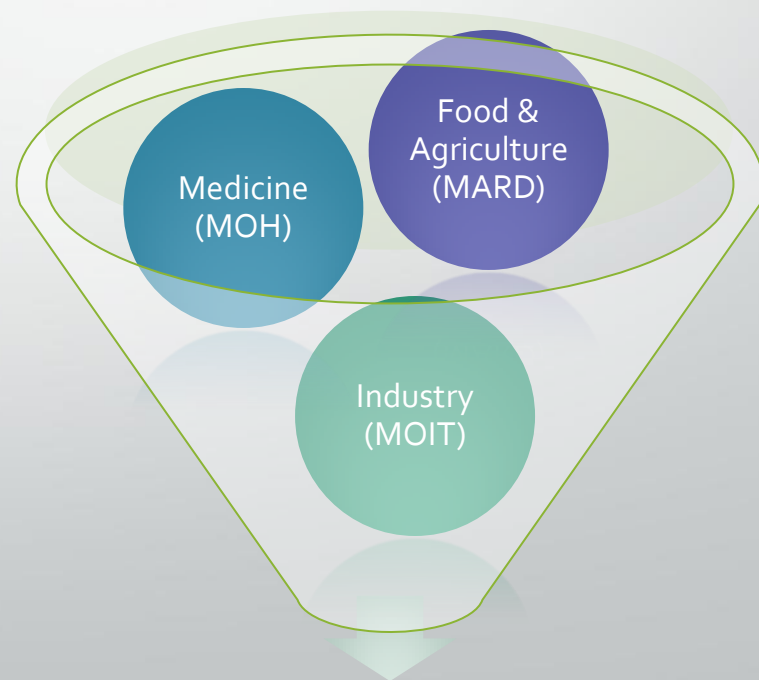 Food &
Agriculture
(MARD)
Medicine
(MOH)
Industry
(MOIT)